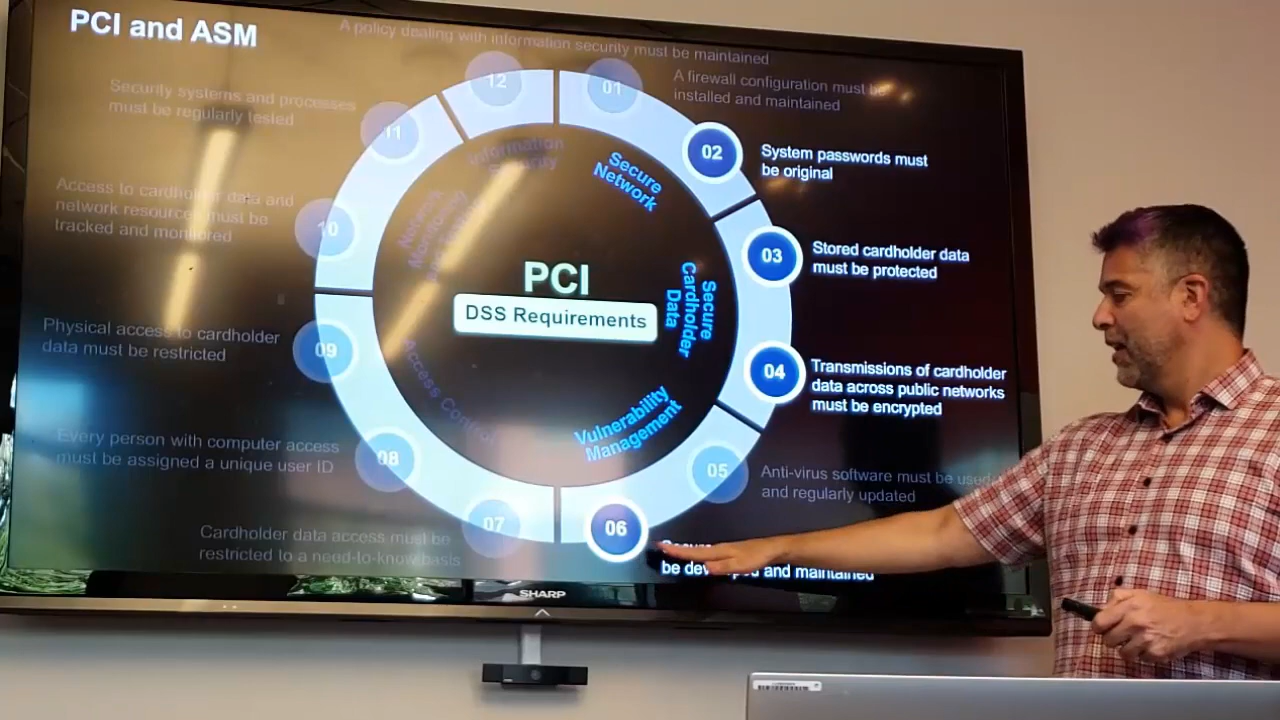 PCI and ASM
A policy dealing with information security must be maintained
12
01
A firewall configuration must be
installed and maintained
02
System passwords must
be original
03
Stored cardholder data
must be protected
04
Transmissions of cardholder
data across public networks
must be encrypted
05
Anti-virus software must be used
and regularly updated
06
be developed and maintained
07
Cardholder data access must be
restricted to a need-to-know basis
08
Every person with computer access
must be assigned a unique user ID
09
Physical access to cardholder
data must be restricted
10
Access to cardholder data and
network resources must be
tracked and monitored
11
Security systems and processes
must be regularly tested
Information
Security
Secure
Network
Secure
Cardholder
Data
Vulnerability
Management
Access Control
Network
Monitoring
PCI
DSS Requirements
SHARP